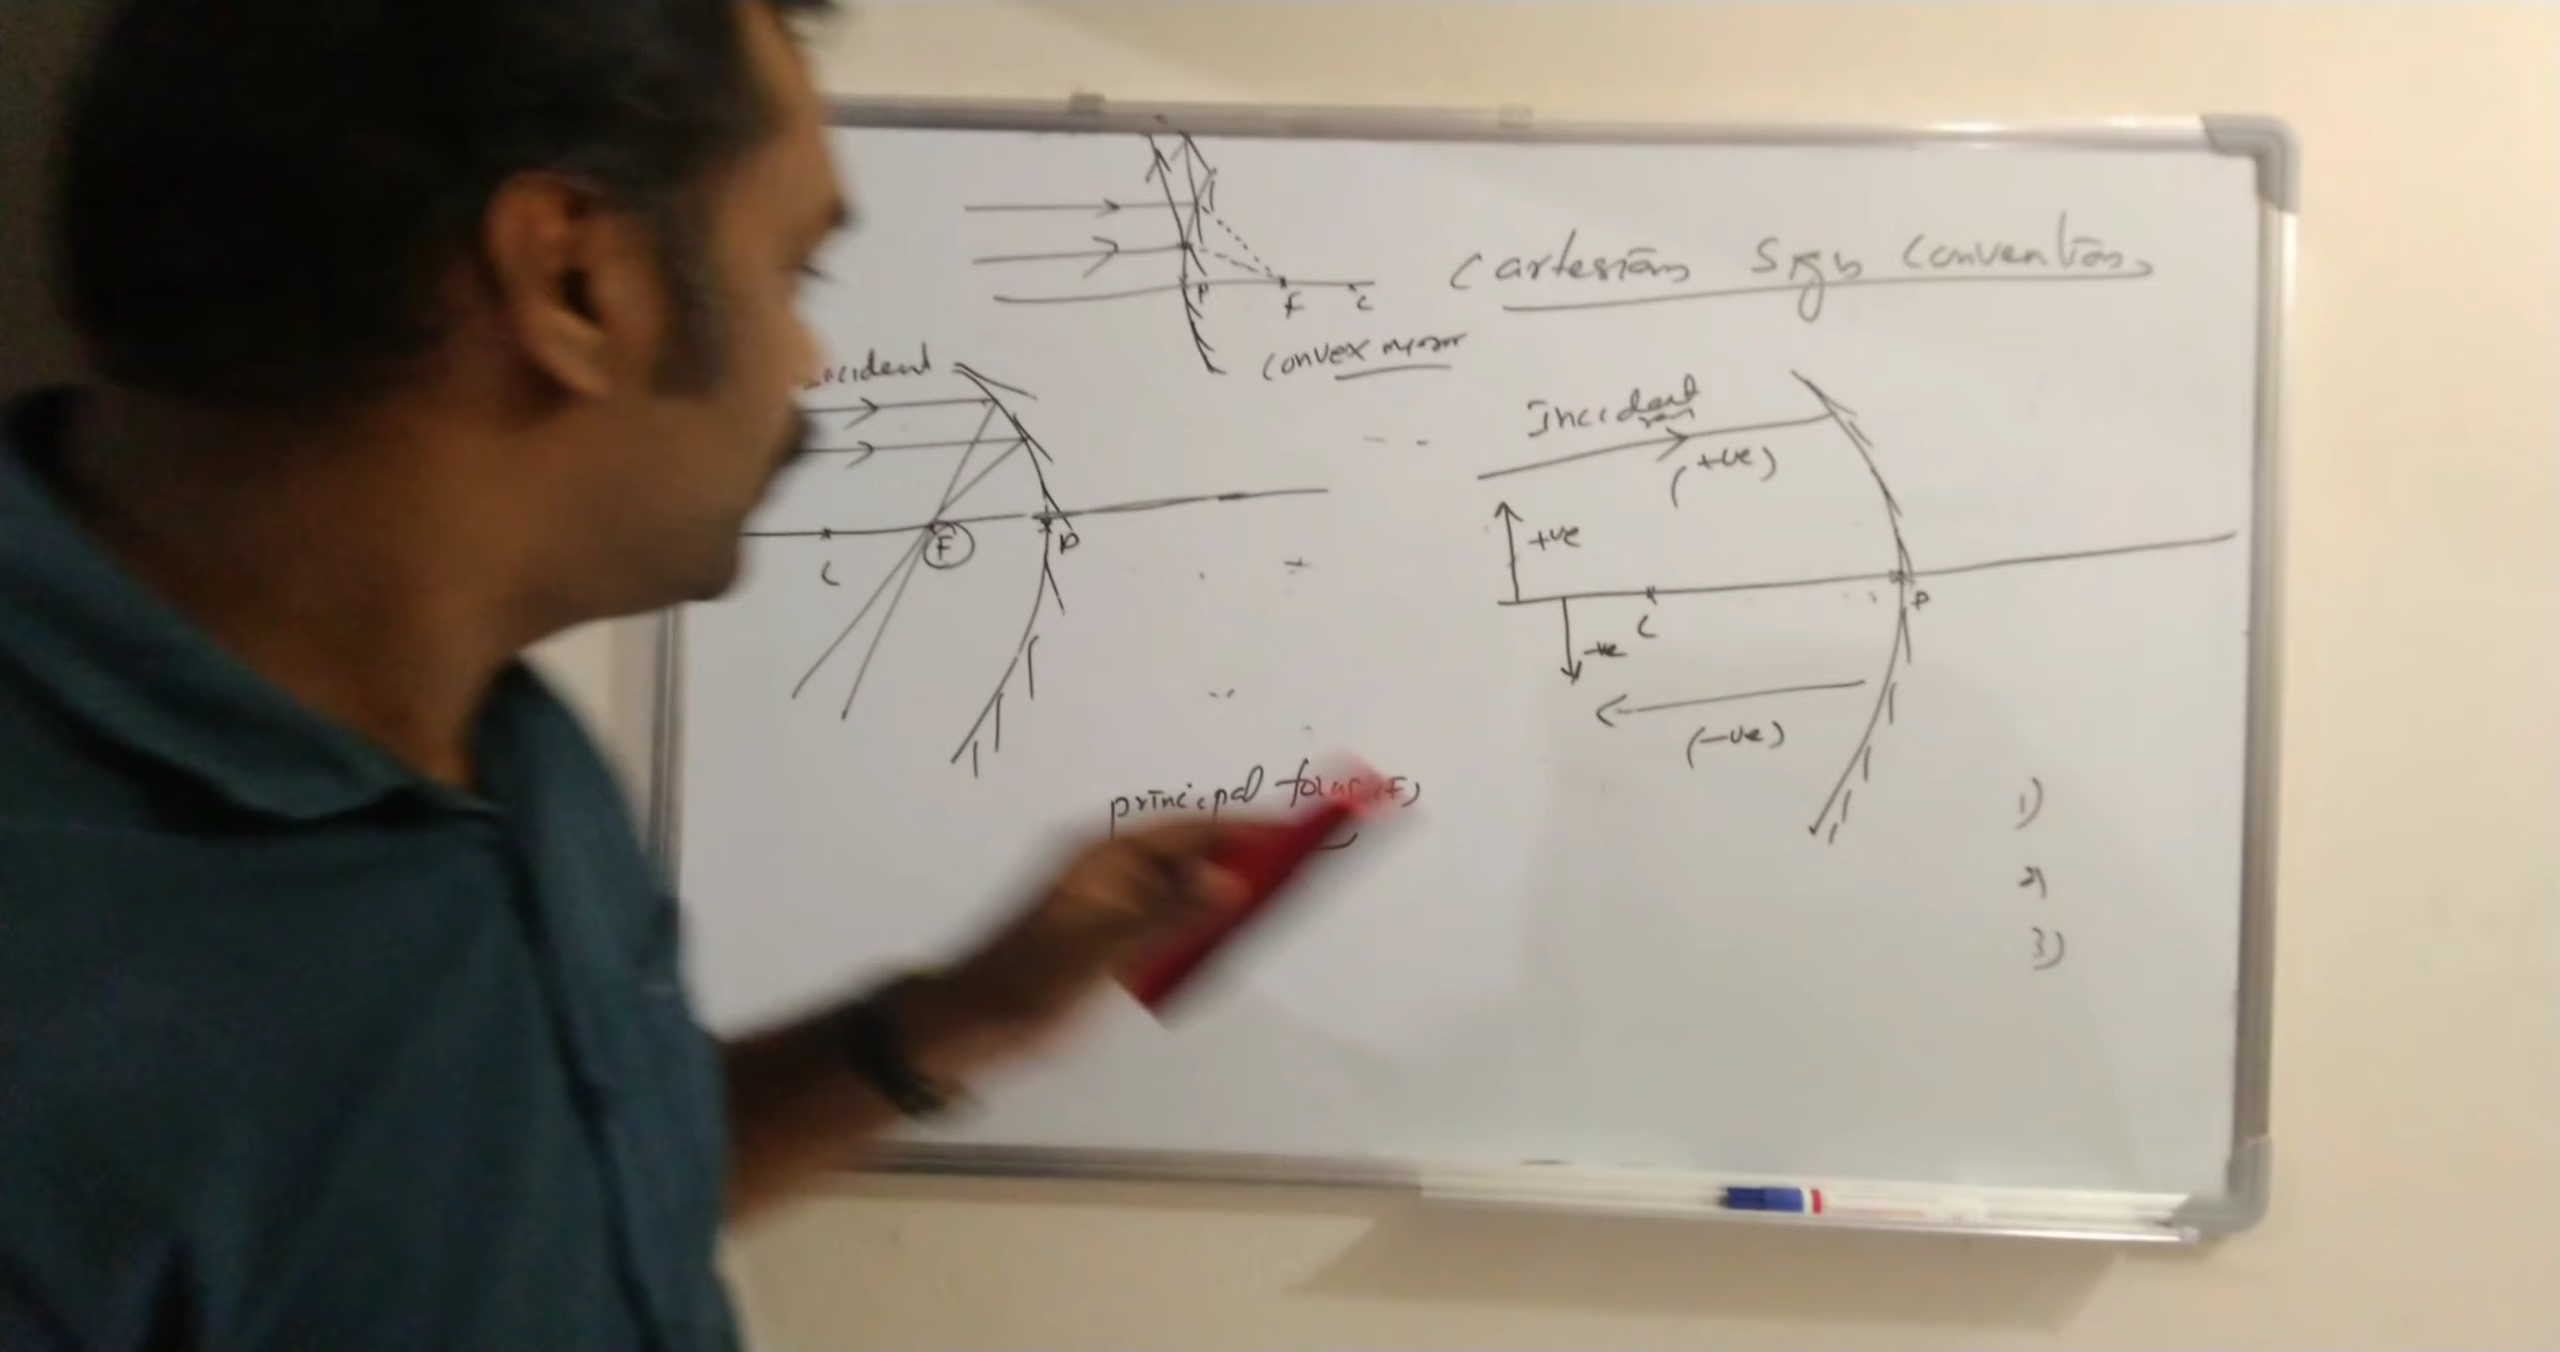 P
F
C
convex mirror
Cartesian Sign Convention
Incident
C
F
P
principal focus (F)
Incident
ray
(+ve)
+ve
C
P
-ve
(-ve)
1)
2)
3)